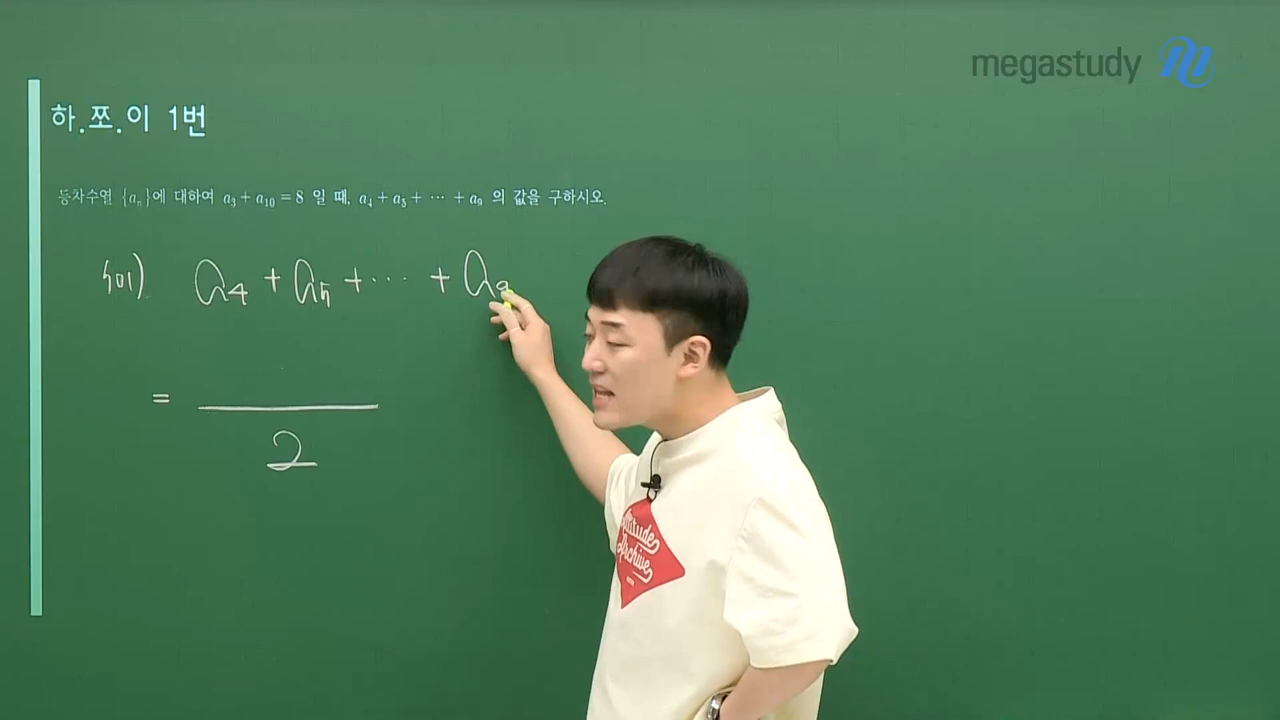 megastudy
하.쪼.이 1번
등차수열 {aₙ}에 대하여 a₃+a₁₀=8 일 때, a₄+a₅+ ⋯ +a₉ 의 값을 구하시오.
a₄ + a₅ + ⋯ + a₉
= ―
2
Archive